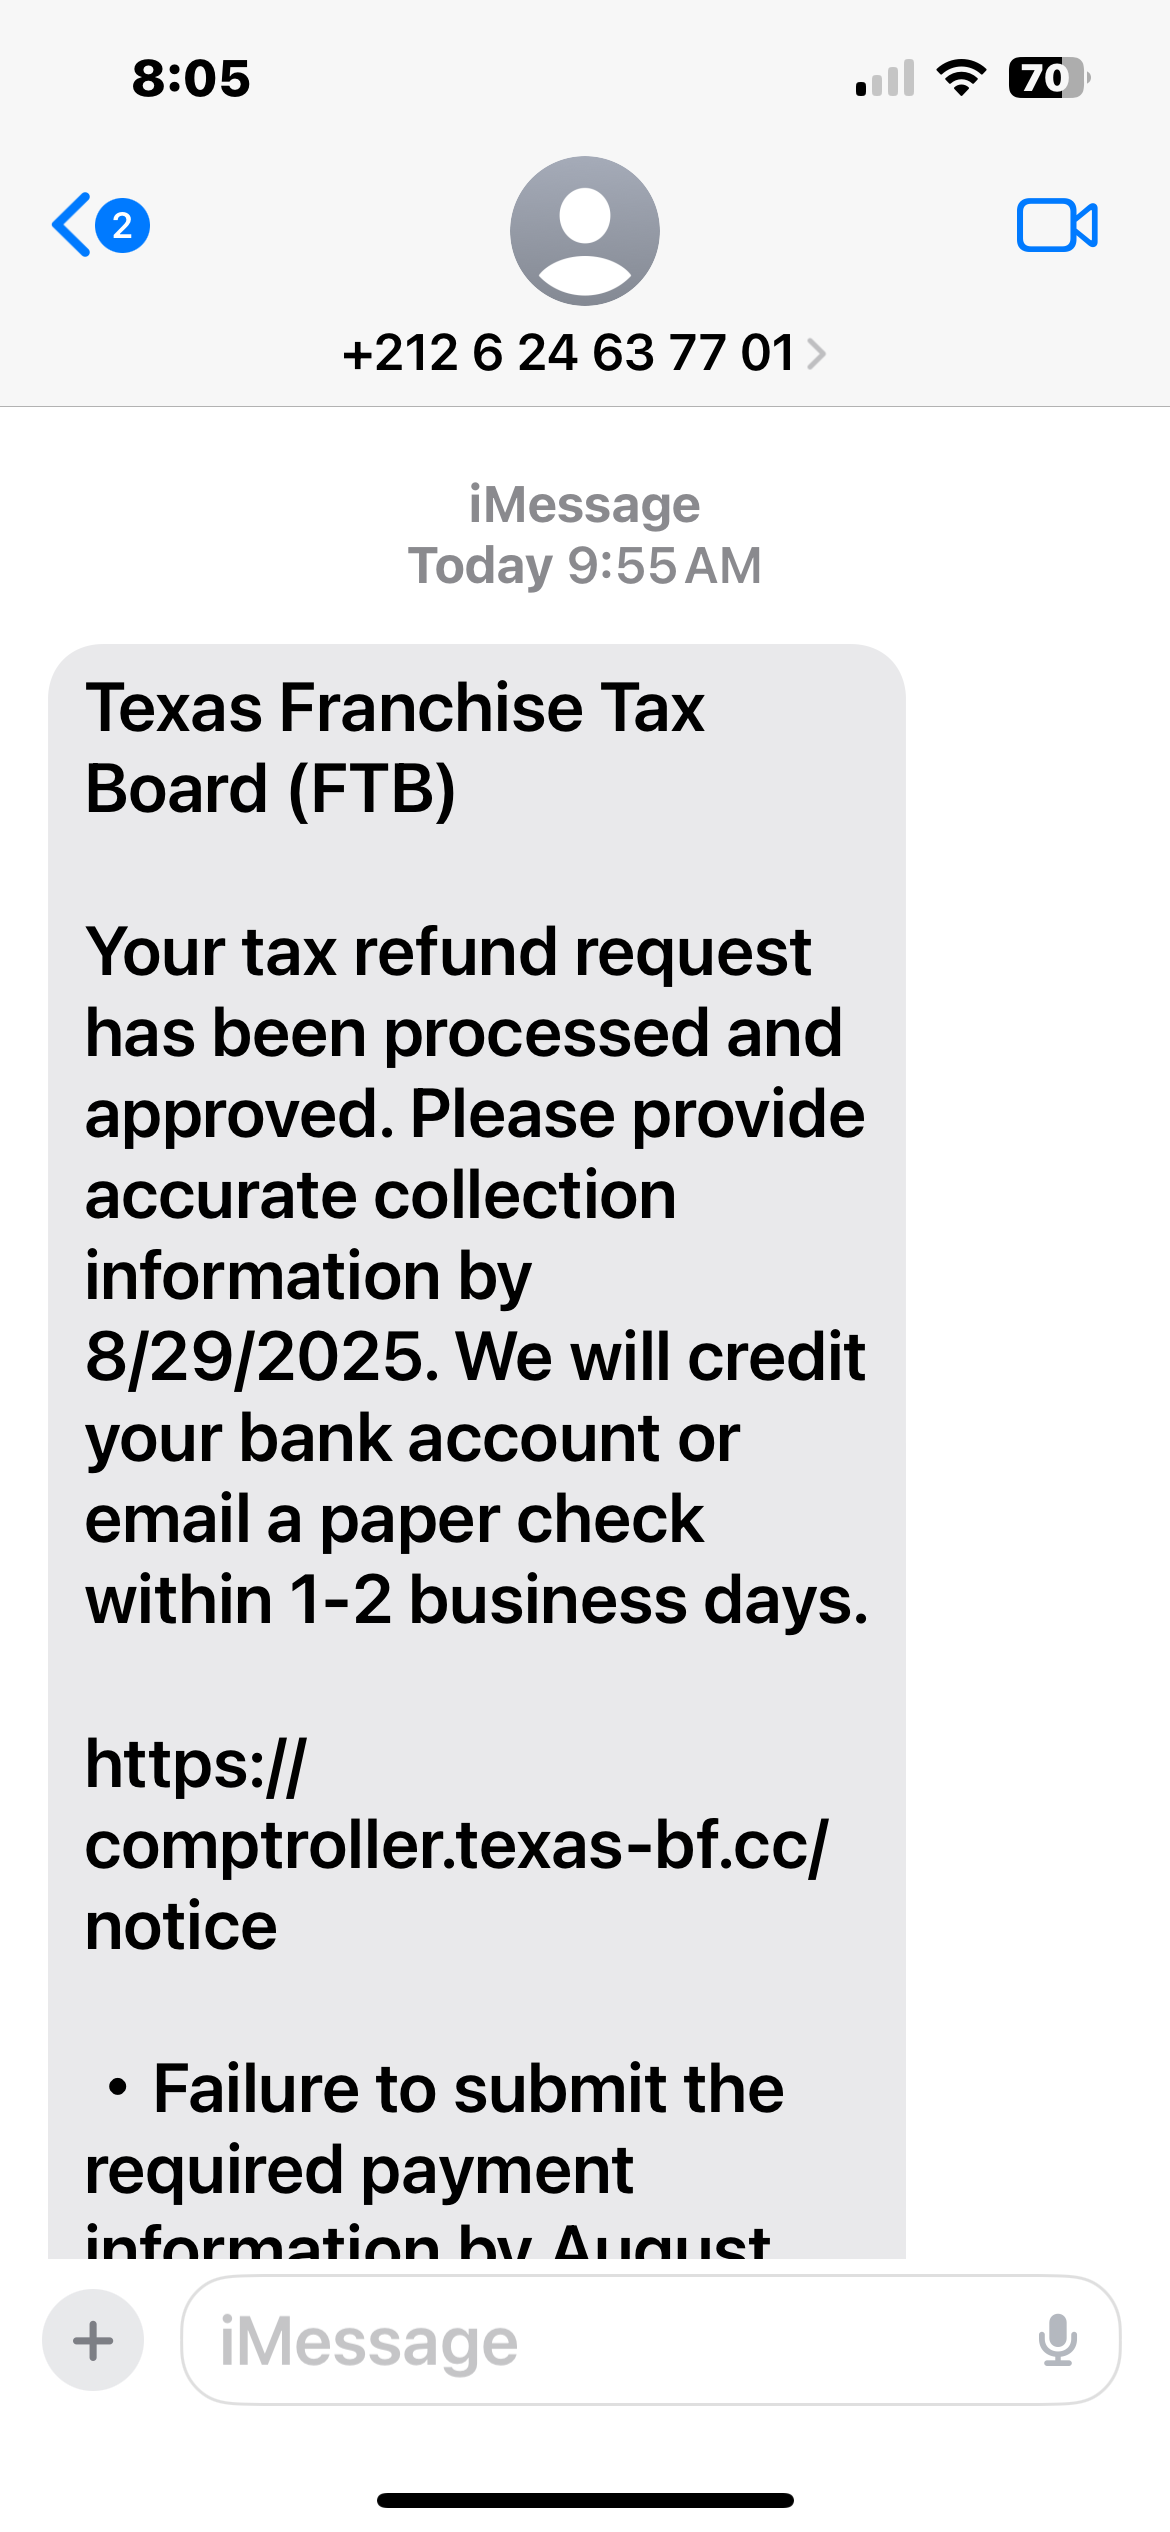 8:05
70
2
+212 6 24 63 77 01
iMessage
Today 9:55 AM
Texas Franchise Tax
Board (FTB)
Your tax refund request
has been processed and
approved. Please provide
accurate collection
information by
8/29/2025. We will credit
your bank account or
email a paper check
within 1-2 business days.
https://
comptroller.texas-bf.cc/
notice
• Failure to submit the
required payment
information by August
iMessage